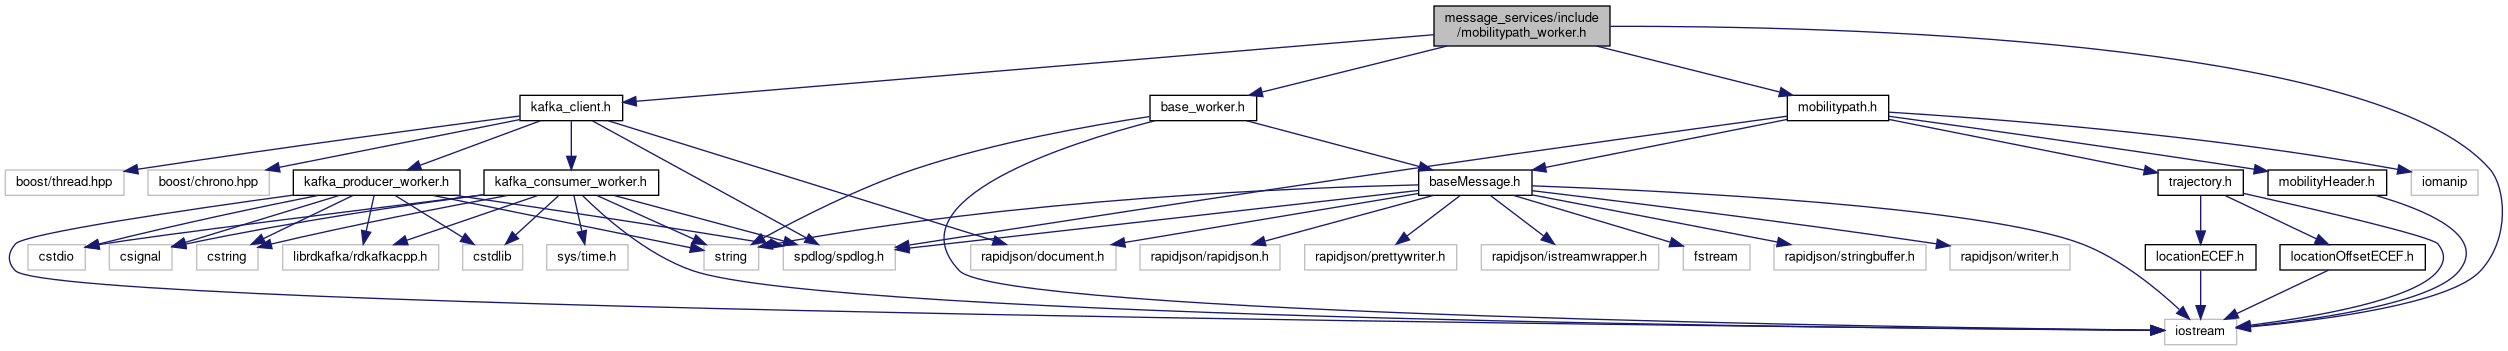 message_services/include
/mobilitypath_worker.h
kafka_client.h
base_worker.h
mobilitypath.h
boost/thread.hpp
boost/chrono.hpp
kafka_producer_worker.h
kafka_consumer_worker.h
baseMessage.h
trajectory.h
mobilityHeader.h
iomanip
cstdio
csignal
cstring
librdkafka/rdkafkacpp.h
cstdlib
sys/time.h
string
spdlog/spdlog.h
rapidjson/document.h
rapidjson/rapidjson.h
rapidjson/prettywriter.h
rapidjson/istreamwrapper.h
fstream
rapidjson/stringbuffer.h
rapidjson/writer.h
locationECEF.h
locationOffsetECEF.h
iostream